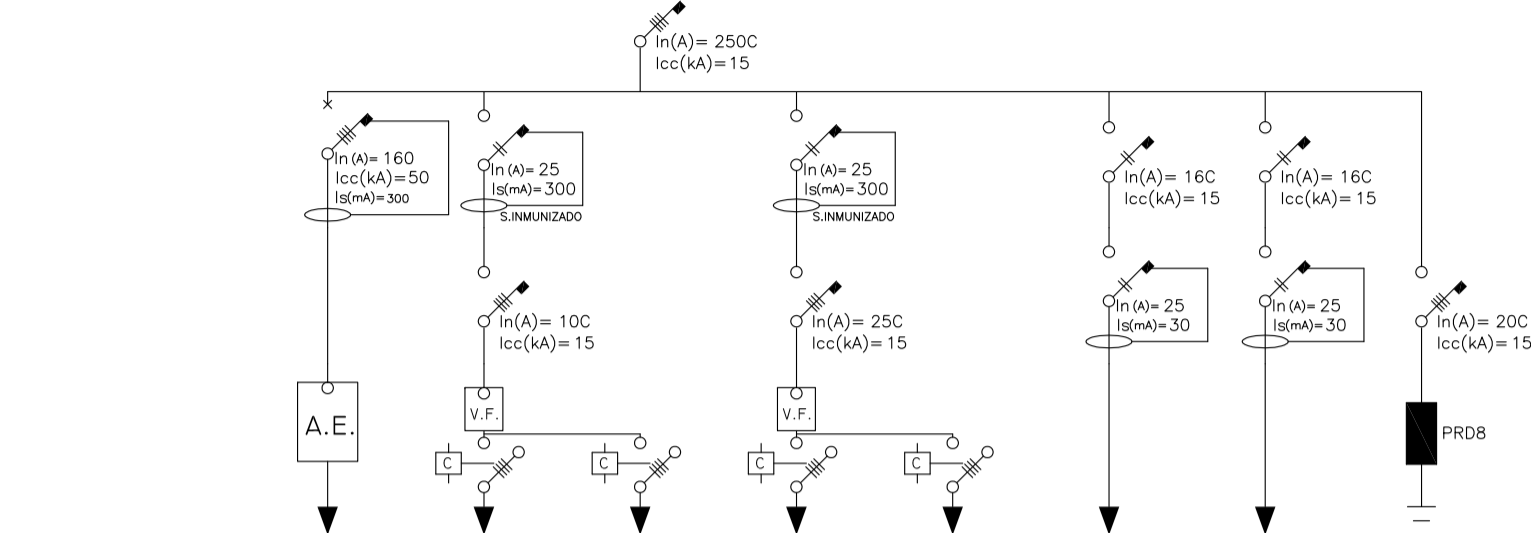 In(A)= 250C
Icc(kA)=15
In (A)= 160
Icc(kA)=50
Is(mA)=300
A.E.
In (A)= 25
Is(mA)=300
S.INMUNIZADO
In(A)= 10C
Icc(kA)=15
V.F.
C
C
In (A)= 25
Is(mA)=300
S.INMUNIZADO
In(A)= 25C
Icc(kA)=15
V.F.
C
C
In(A)= 16C
Icc(kA)=15
In (A)= 25
Is(mA)=30
In(A)= 16C
Icc(kA)=15
In (A)= 25
Is(mA)=30
In(A)= 20C
Icc(kA)=15
PRD8